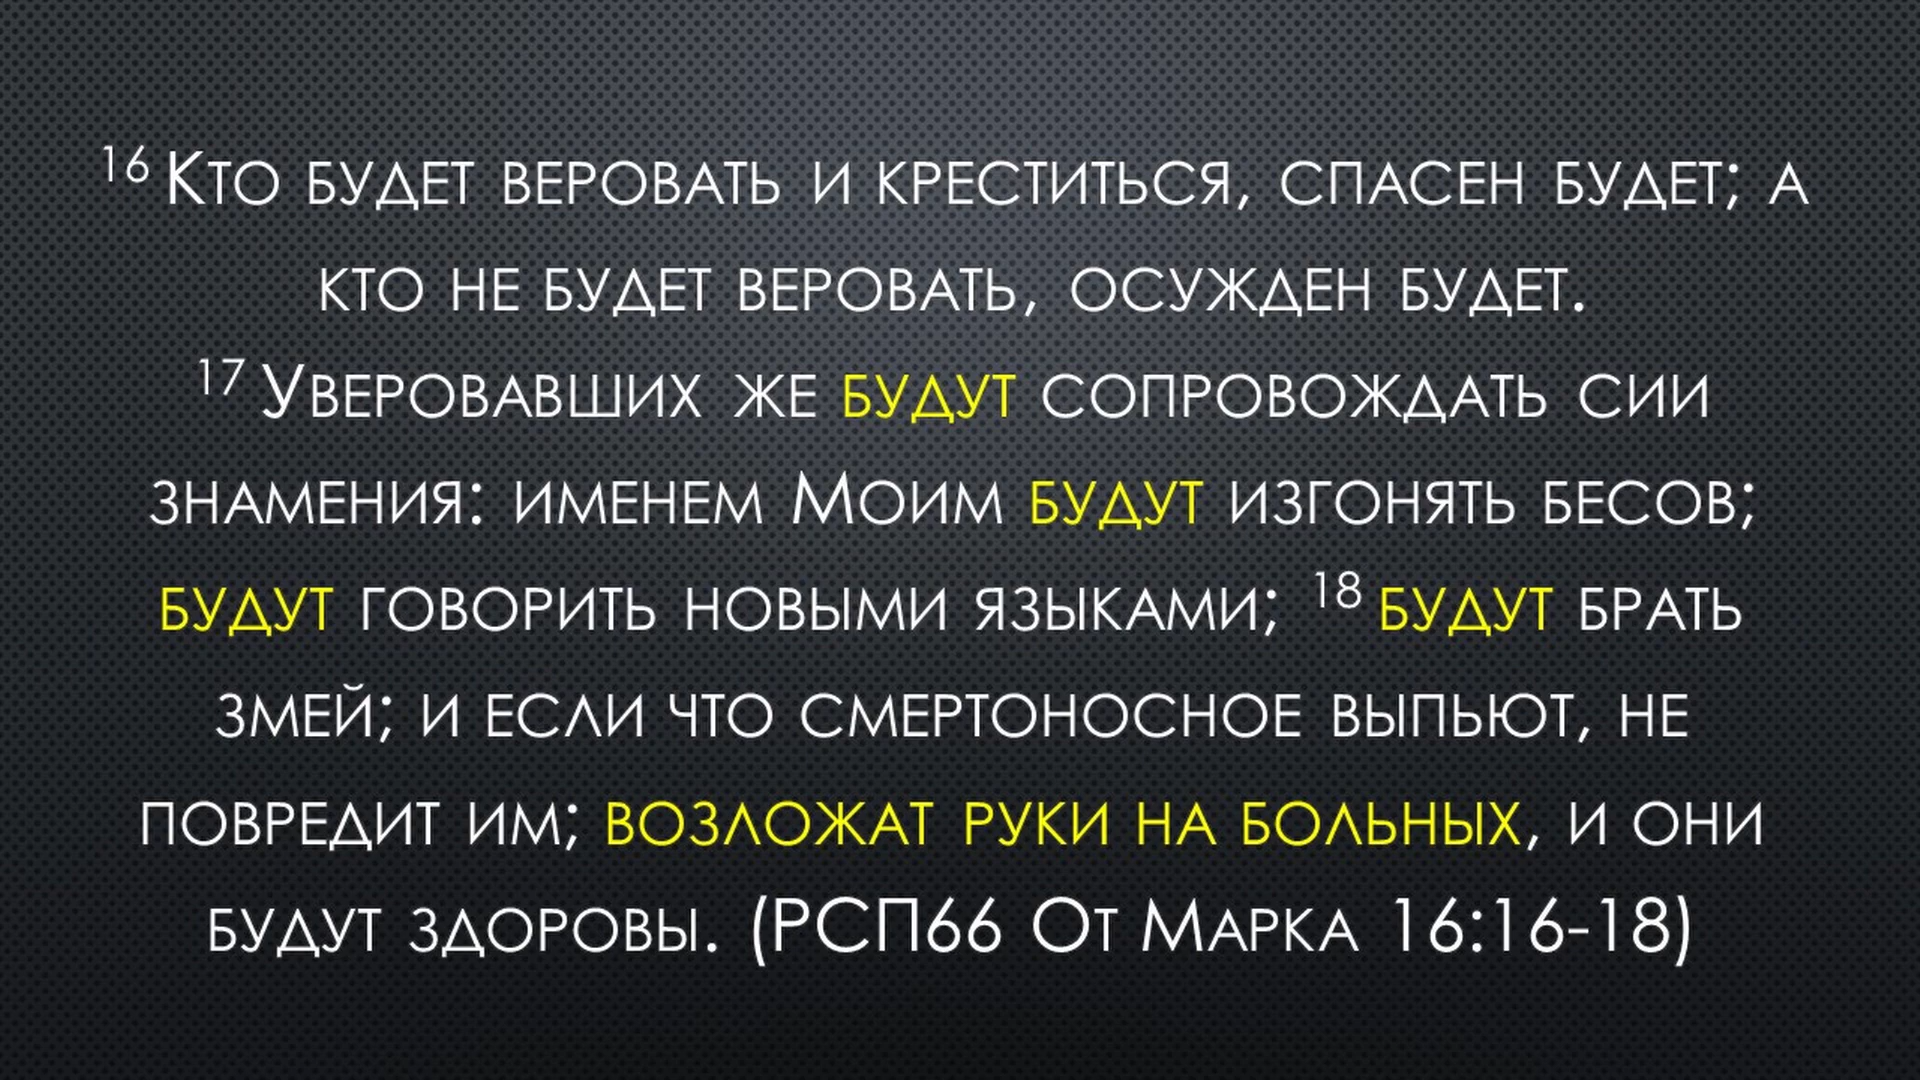 16 Кто будет веровать и креститься, спасен будет; а
кто не будет веровать, осужден будет.
17 Уверовавших же будут сопровождать сии
знамения: именем Моим будут изгонять бесов;
будут говорить новыми языками; 18 будут брать
змей; и если что смертоносное выпьют, не
повредит им; возложат руки на больных, и они
будут здоровы. (РСП66 От Марка 16:16-18)